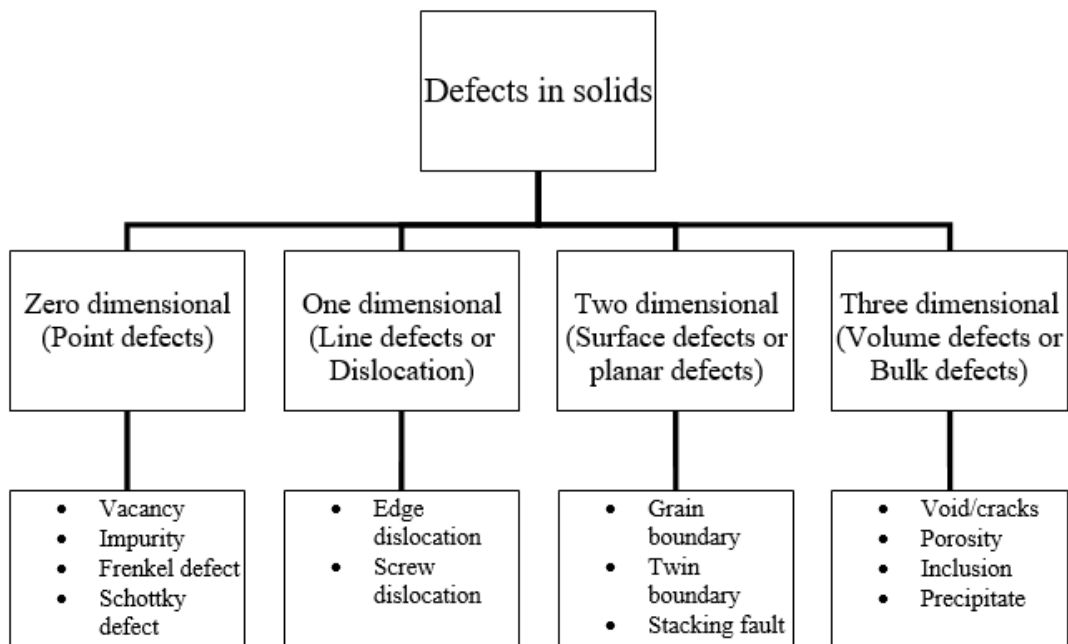 Defects in solids
Zero dimensional
(Point defects)
One dimensional
(Line defects or
Dislocation)
Two dimensional
(Surface defects or
planar defects)
Three dimensional
(Volume defects or
Bulk defects)
• Vacancy
• Impurity
• Frenkel defect
• Schottky
defect
• Edge
dislocation
• Screw
dislocation
• Grain
boundary
• Twin
boundary
• Stacking fault
• Void/cracks
• Porosity
• Inclusion
• Precipitate